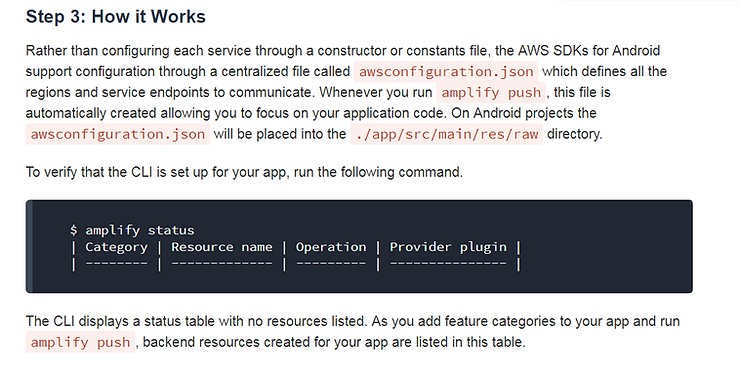 Step 3: How it Works
Rather than configuring each service through a constructor or constants file, the AWS SDKs for Android
support configuration through a centralized file called awsconfiguration.json which defines all the
regions and service endpoints to communicate. Whenever you run amplify push , this file is
automatically created allowing you to focus on your application code. On Android projects the
awsconfiguration.json will be placed into the ./app/src/main/res/raw directory.
To verify that the CLI is set up for your app, run the following command.
$ amplify status
| Category | Resource name | Operation | Provider plugin |
| -------- | ------------- | --------- | --------------- |
The CLI displays a status table with no resources listed. As you add feature categories to your app and run
amplify push , backend resources created for your app are listed in this table.